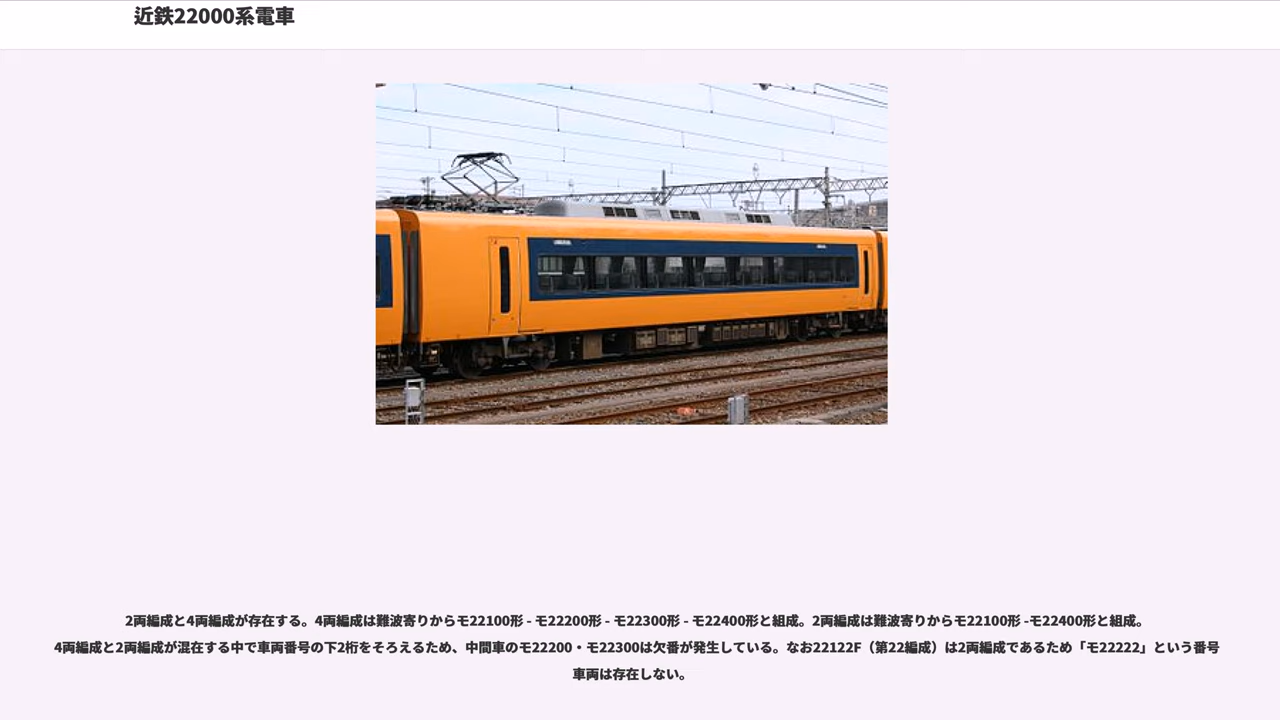 近鉄22000系電車
2両編成と4両編成が存在する。4両編成は難波寄りからモ22100形 - モ22200形 - モ22300形 - モ22400形と組成。2両編成は難波寄りからモ22100形 -モ22400形と組成。
4両編成と2両編成が混在する中で車両番号の下2桁をそろえるため、中間車のモ22200・モ22300は欠番が発生している。なお22122F（第22編成）は2両編成であるため「モ22222」という番号
車両は存在しない。